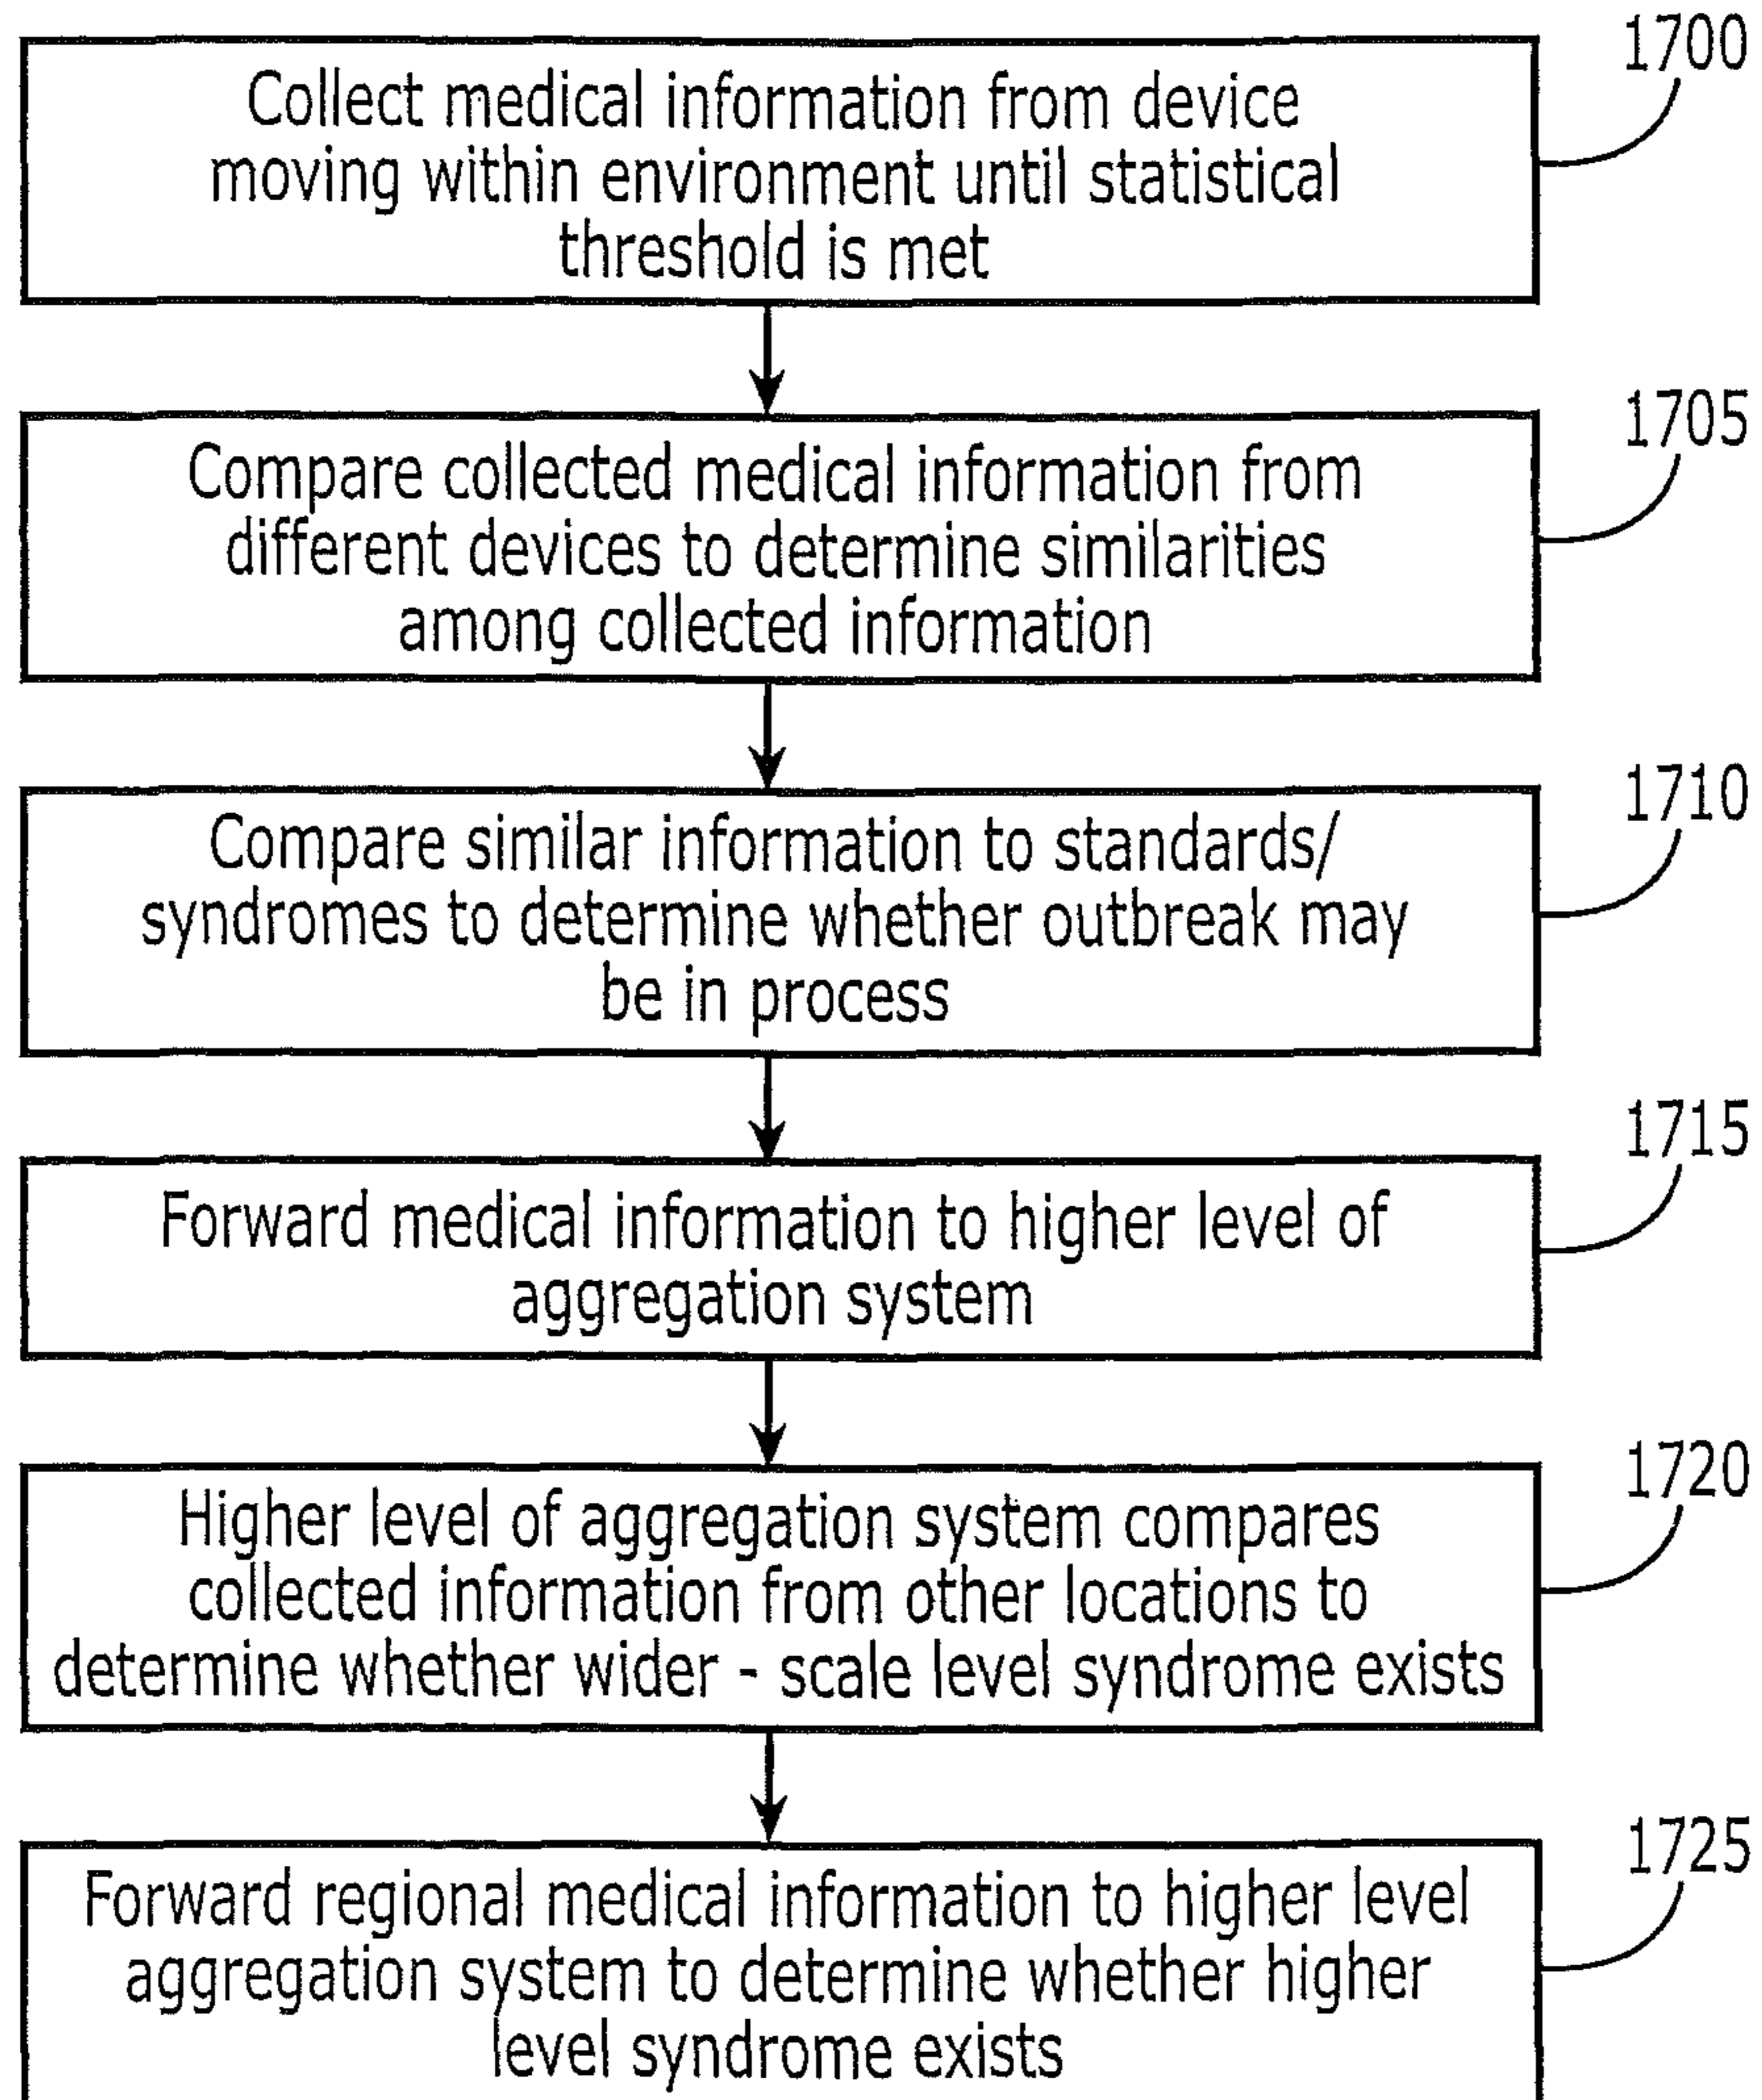 1700
Collect medical information from device
moving within environment until statistical
threshold is met
1705
Compare collected medical information from
different devices to determine similarities
among collected information
1710
Compare similar information to standards/
syndromes to determine whether outbreak may
be in process
1715
Forward medical information to higher level of
aggregation system
1720
Higher level of aggregation system compares
collected information from other locations to
determine whether wider - scale level syndrome exists
1725
Forward regional medical information to higher level
aggregation system to determine whether higher
level syndrome exists